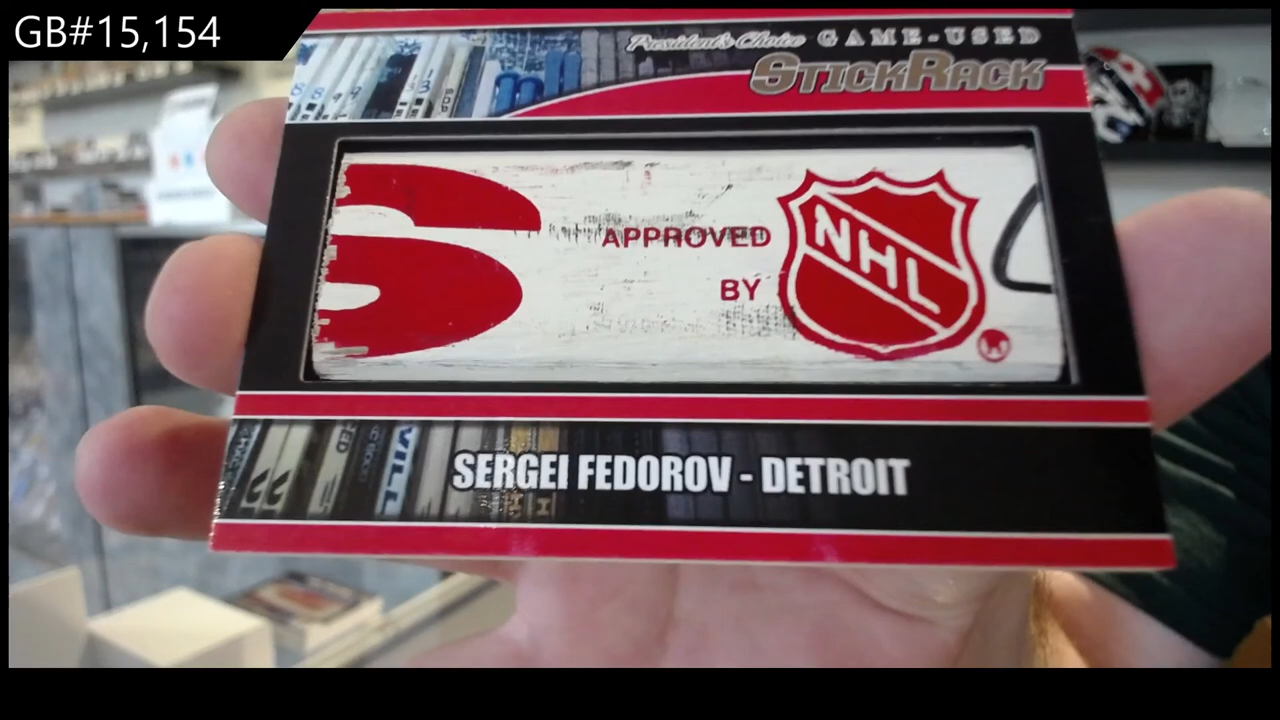 GB#15,154
President's Choice GAME-USED
STICKRACK
S
APPROVED
BY
NHL
SERGEI FEDOROV - DETROIT